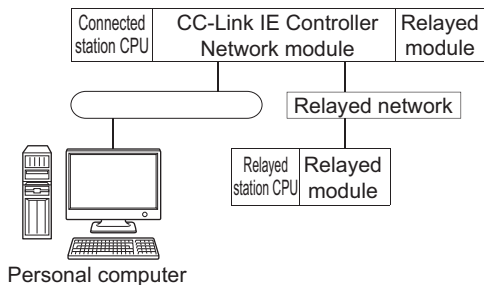 Connected
station CPU
CC-Link IE Controller
Network module
Relayed
module
Relayed network
Relayed
station CPU
Relayed
module
Personal computer